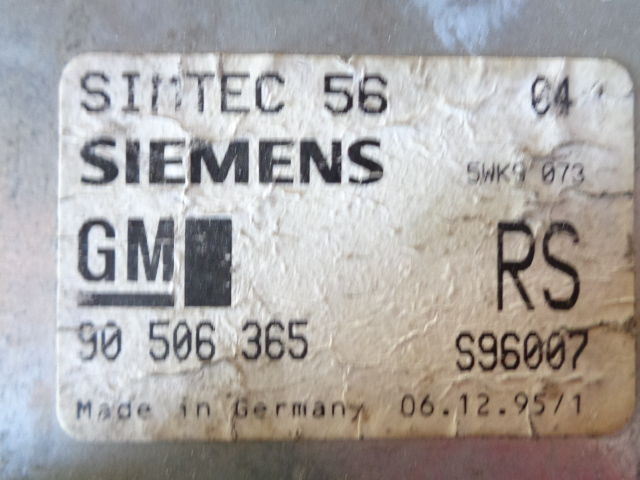 SIMTEC 56 04
SIEMENS 5WK9 073
GM RS
90 506 365 S96007
Made in Germany 06.12.95/1